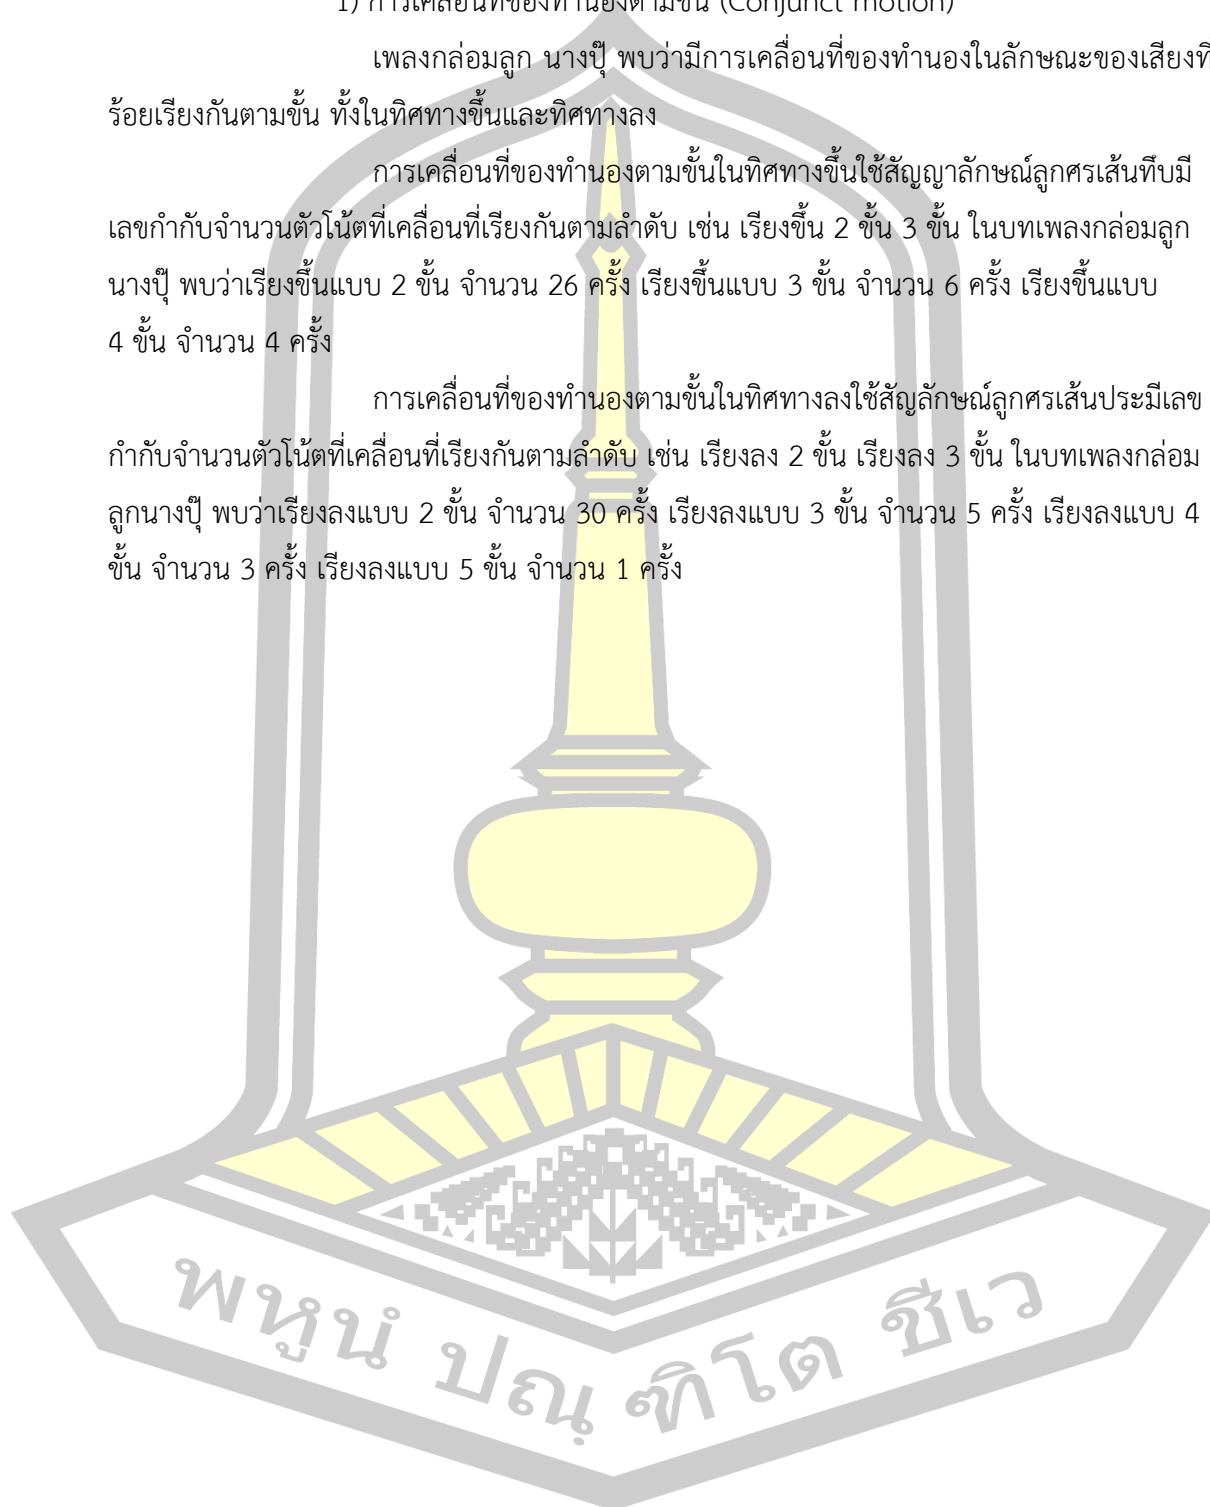 1) การเคลื่อนที่ของทำนองตามขั้น (Conjunct motion)
เพลงกล่อมลูก นางปุ๊ พบว่ามีการเคลื่อนที่ของทำนองในลักษณะของเสียงที่
ร้อยเรียงกันตามขั้น ทั้งในทิศทางขึ้นและทิศทางลง
การเคลื่อนที่ของทำนองตามขั้นในทิศทางขึ้นใช้สัญญาลักษณ์ลูกศรเส้นทึบมี
เลขกำกับจำนวนตัวโน้ตที่เคลื่อนที่เรียงกันตามลำดับ เช่น เรียงขึ้น 2 ขั้น 3 ขั้น ในบทเพลงกล่อมลูก
นางปุ๊ พบว่าเรียงขึ้นแบบ 2 ขั้น จำนวน 26 ครั้ง เรียงขึ้นแบบ 3 ขั้น จำนวน 6 ครั้ง เรียงขึ้นแบบ
4 ขั้น จำนวน 4 ครั้ง
การเคลื่อนที่ของทำนองตามขั้นในทิศทางลงใช้สัญลักษณ์ลูกศรเส้นประมีเลข
กำกับจำนวนตัวโน้ตที่เคลื่อนที่เรียงกันตามลำดับ เช่น เรียงลง 2 ขั้น เรียงลง 3 ขั้น ในบทเพลงกล่อม
ลูกนางปุ๊ พบว่าเรียงลงแบบ 2 ขั้น จำนวน 30 ครั้ง เรียงลงแบบ 3 ขั้น จำนวน 5 ครั้ง เรียงลงแบบ 4
ขั้น จำนวน 3 ครั้ง เรียงลงแบบ 5 ขั้น จำนวน 1 ครั้ง
พหูนํ ปณฺฑิโต ชีเว